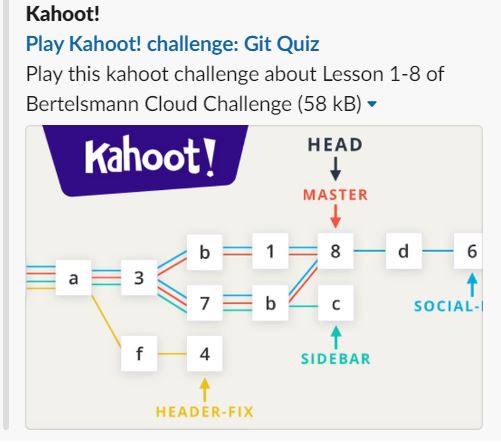 Kahoot!
Play Kahoot! challenge: Git Quiz
Play this kahoot challenge about Lesson 1-8 of
Bertelsmann Cloud Challenge (58 kB)
Kahoot!
HEAD
MASTER
b 1 8 d 6
a 3
7 b c
SOCIAL-
f 4
SIDEBAR
HEADER-FIX